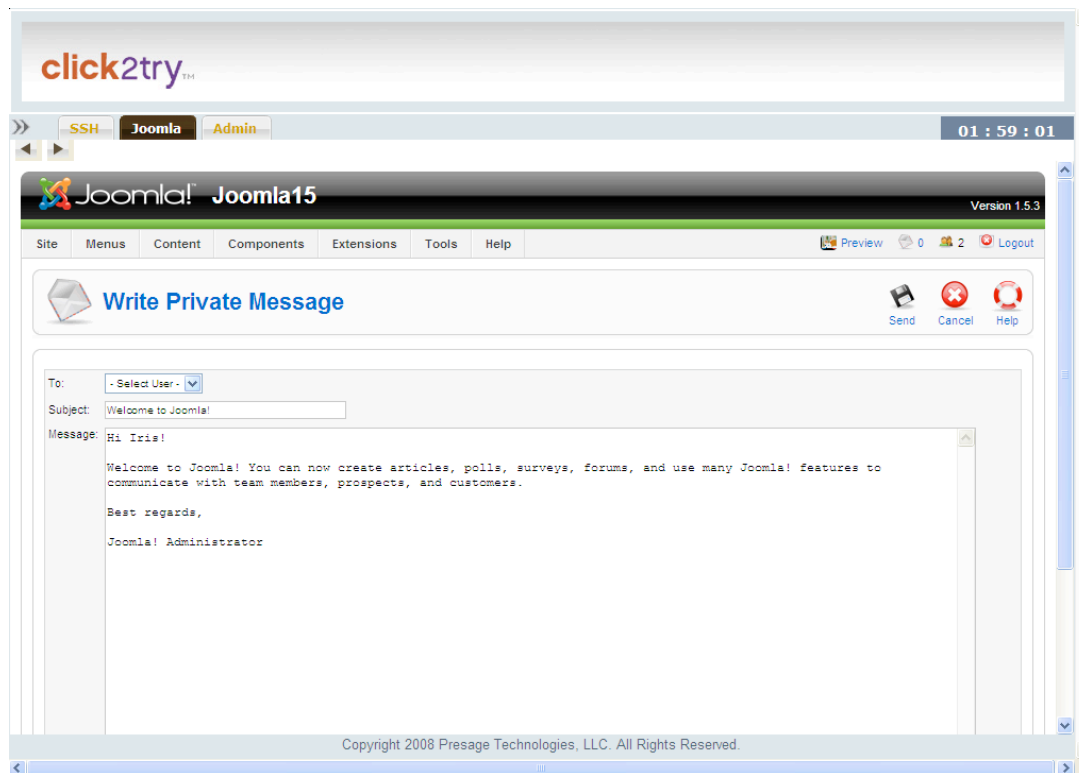 click2try™
SSH Joomla Admin 01 : 59 : 01
Joomla!™ Joomla15
Version 1.5.3
Site Menus Content Components Extensions Tools Help Preview 0 2 Logout
Write Private Message
Send Cancel Help
To: - Select User -
Subject: Welcome to Joomla!
Message: Hi Iris!
Welcome to Joomla! You can now create articles, polls, surveys, forums, and use many Joomla! features to
communicate with team members, prospects, and customers.
Best regards,
Joomla! Administrator
Copyright 2008 Presage Technologies, LLC. All Rights Reserved.